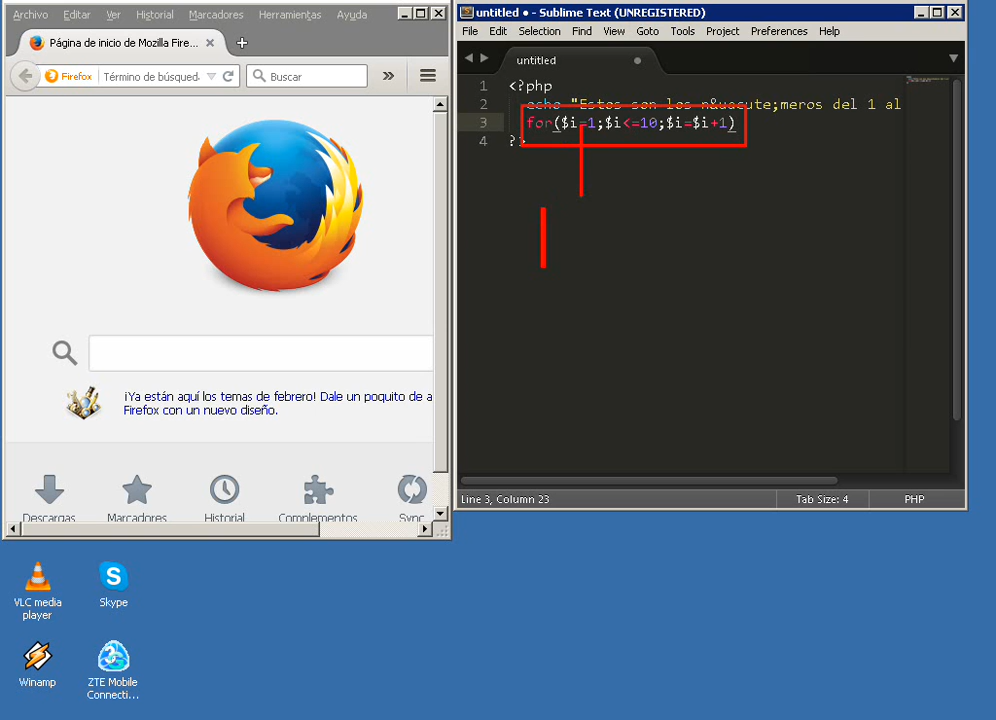 Archivo Editar Ver Historial Marcadores Herramientas Ayuda
Página de inicio de Mozilla Fire...
Firefox Término de búsqued Buscar
¡Ya están aquí los temas de febrero! Dale un poquito de a
Firefox con un nuevo diseño.
Descargas Marcadores Historial Complementos Sync
untitled • - Sublime Text (UNREGISTERED)
File Edit Selection Find View Goto Tools Project Preferences Help
untitled
1 <?php
2 echo "Estos son los n&uacute;meros del 1 al
3 for($i=1;$i<=10;$i=$i+1)
4 ?>
Line 3, Column 23 Tab Size: 4 PHP
VLC media
player
Skype
Winamp
ZTE Mobile
Connecti...